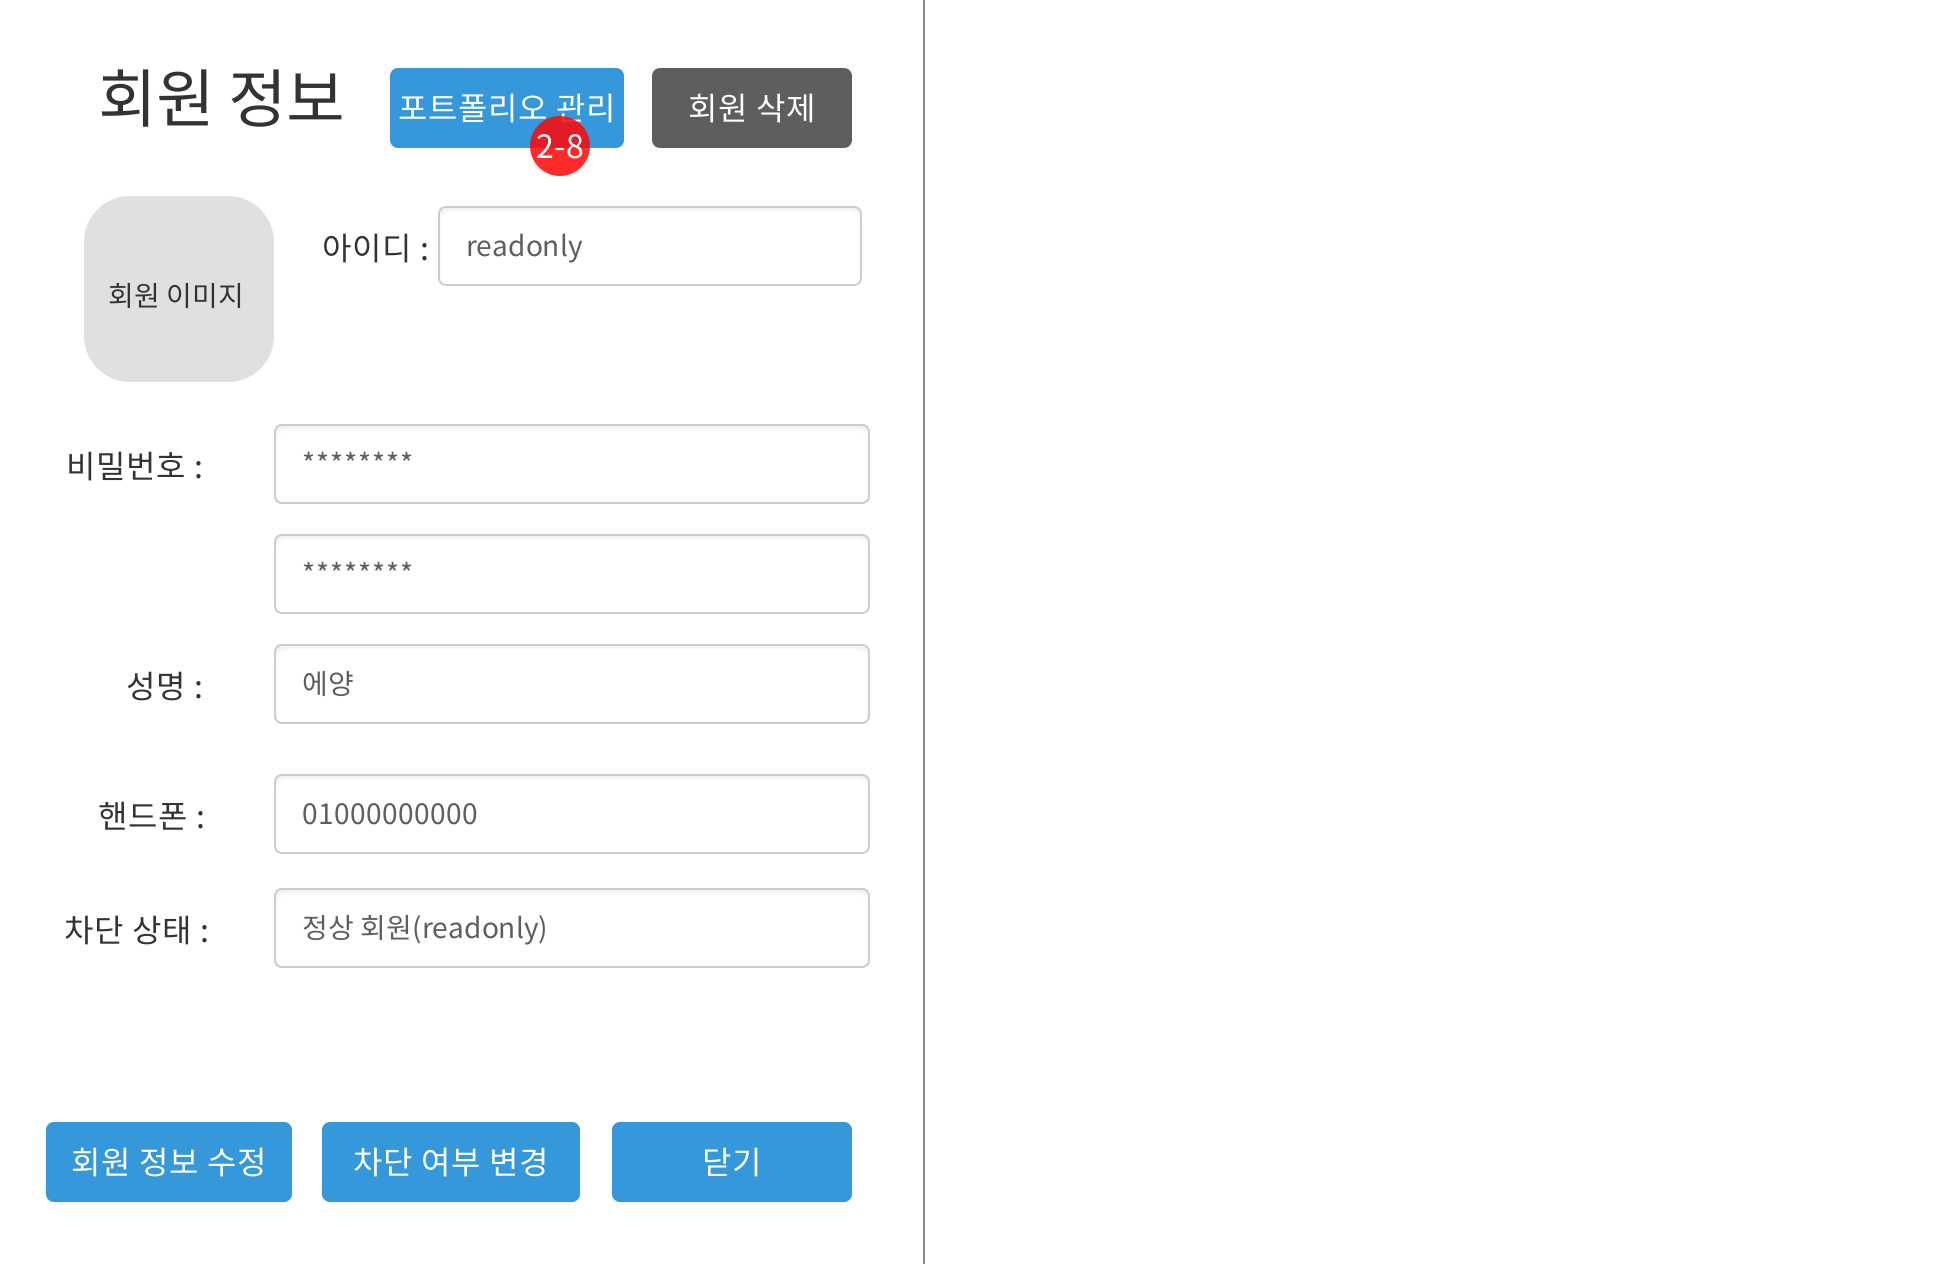 회원 정보
포트폴리오 관리
회원 삭제
2-8
회원 이미지
아이디 :
readonly
비밀번호 :
********
********
성명 :
에양
핸드폰 :
01000000000
차단 상태 :
정상 회원(readonly)
회원 정보 수정
차단 여부 변경
닫기